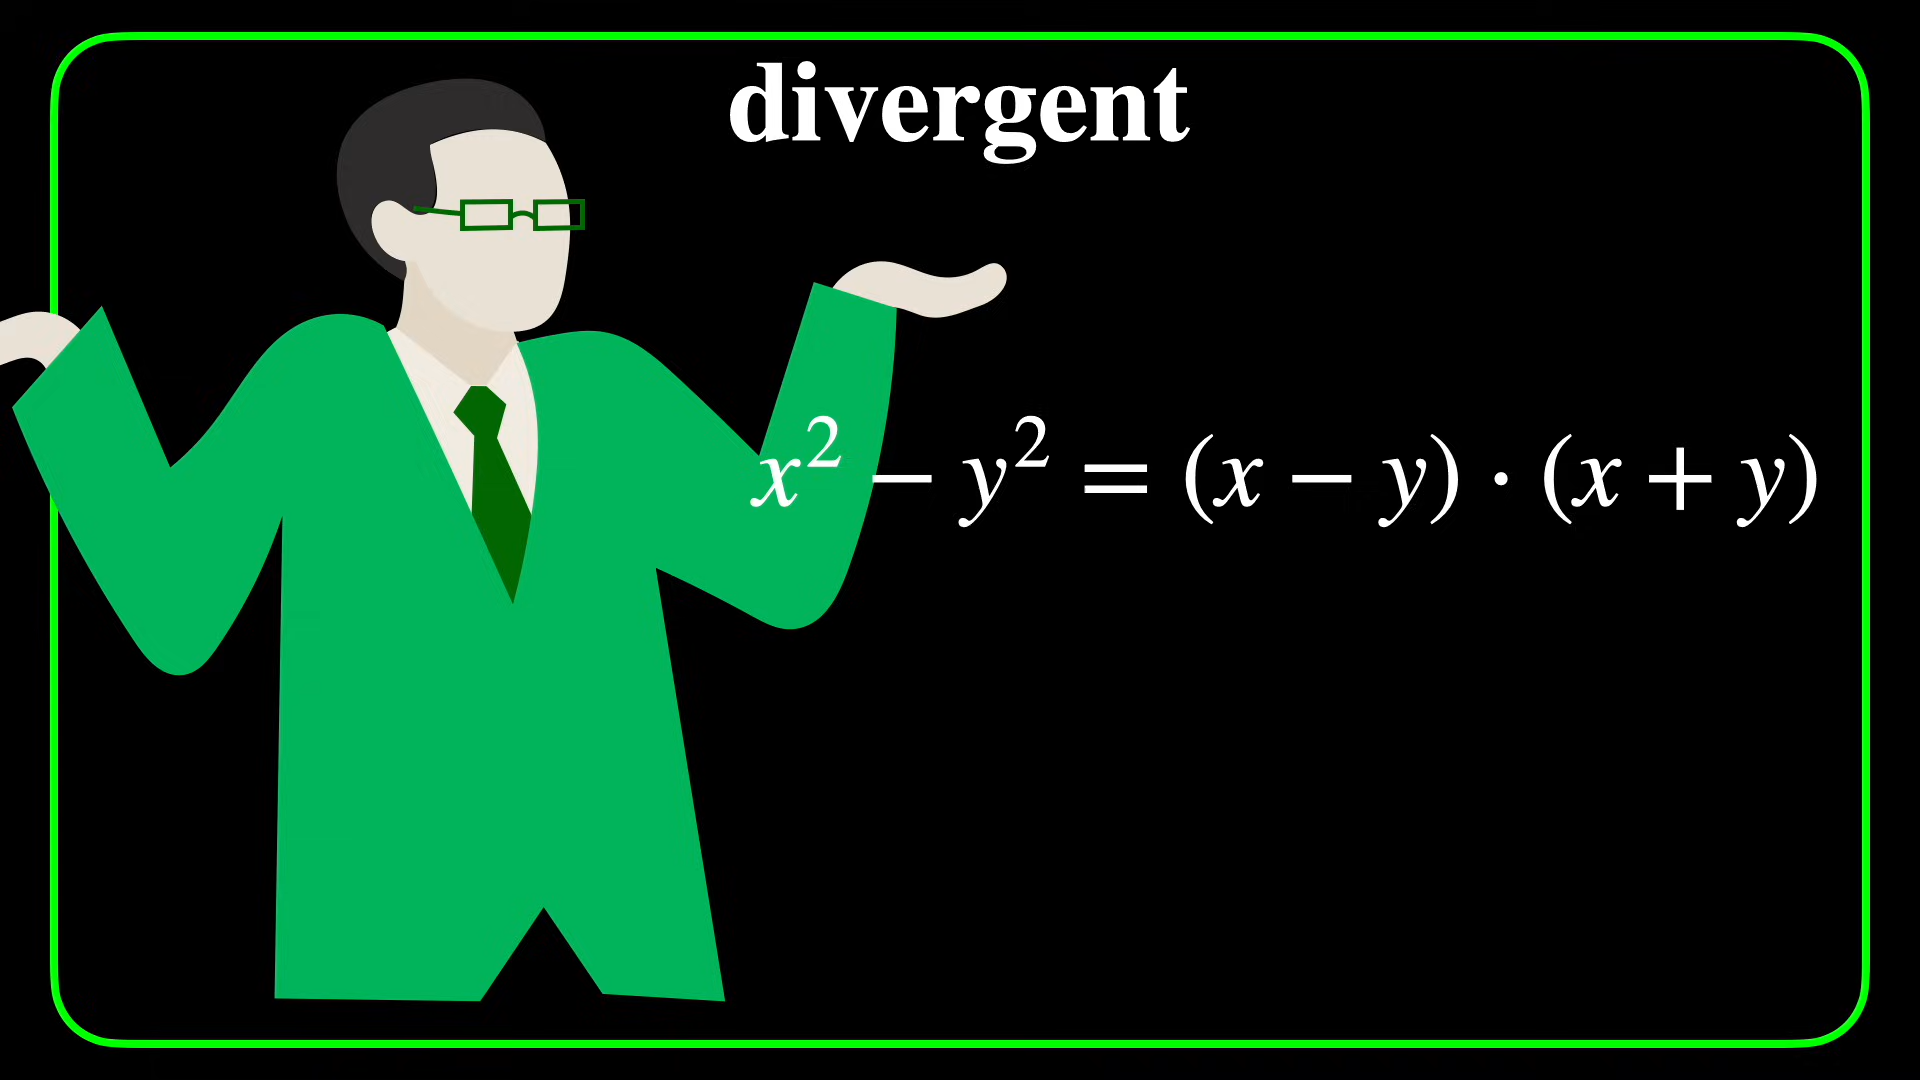 divergent
x² − y² = (x − y) · (x + y)